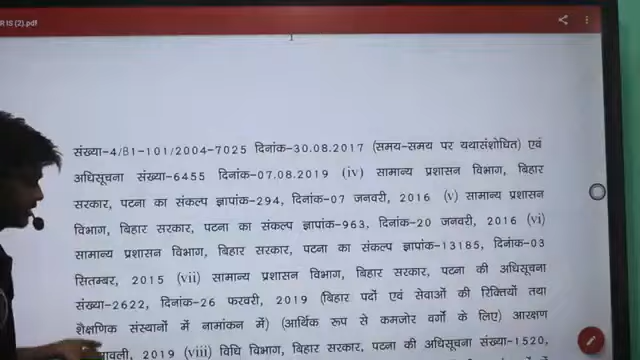 R IS (2).pdf
संख्या-4/81-101/2004-7025 दिनांक-30.08.2017 (समय-समय पर यथासंशोधित) एवं
अधिसूचना संख्या-6455 दिनांक-07.08.2019 (iv) सामान्य प्रशासन विभाग, बिहार
सरकार, पटना का संकल्प ज्ञापांक-294, दिनांक-07 जनवरी, 2016 (v) सामान्य प्रशासन
विभाग, बिहार सरकार, पटना का संकल्प ज्ञापांक-963, दिनांक-20 जनवरी, 2016 (vi)
सामान्य प्रशासन विभाग, बिहार सरकार, पटना का संकल्प ज्ञापांक-13185, दिनांक-03
सितम्बर, 2015 (vii) सामान्य प्रशासन विभाग, बिहार सरकार, पटना की अधिसूचना
संख्या-2622, दिनांक-26 फरवरी, 2019 (बिहार पदों एवं सेवाओं की रिक्तियों तथा
शैक्षणिक संस्थानों में नामांकन में) (आर्थिक रूप से कमजोर वर्गों के लिए) आरक्षण
2019 (viii) विधि विभाग, बिहार सरकार, पटना की अधिसूचना संख्या-1520,